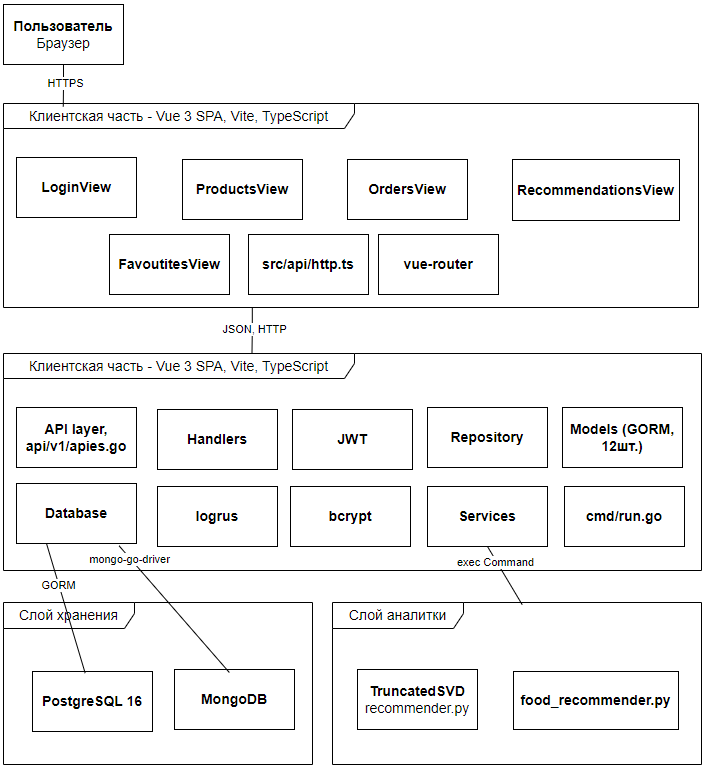 Пользователь
Браузер
HTTPS
Клиентская часть - Vue 3 SPA, Vite, TypeScript
LoginView
ProductsView
OrdersView
RecommendationsView
FavoutitesView
src/api/http.ts
vue-router
JSON, HTTP
Клиентская часть - Vue 3 SPA, Vite, TypeScript
API layer,
api/v1/apies.go
Handlers
JWT
Repository
Models (GORM,
12шт.)
Database
logrus
bcrypt
Services
cmd/run.go
mongo-go-driver
exec Command
GORM
Слой хранения
Слой аналитки
PostgreSQL 16
MongoDB
TruncatedSVD
recommender.py
food_recommender.py